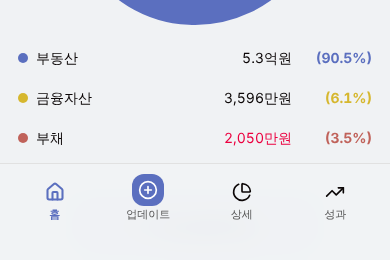 부동산 5.3억원 (90.5%)
금융자산 3,596만원 (6.1%)
부채 2,050만원 (3.5%)
홈 업데이트 상세 성과